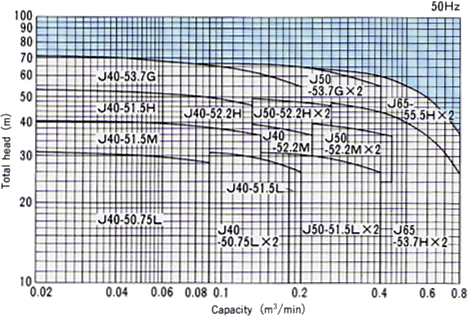 50Hz
100
90
80
70
60
50
40
30
20
10
Total head (m)
J40-53.7G
J50
-53.7G×2
J40-51.5H
J40-52.2H
J50-52.2H×2
J65-
-55.5H×2
J40-51.5M
J40
-52.2M
J50
-52.2M×2
J40-51.5L
J40-50.75L
J40
-50.75L×2
J50-51.5L×2
J65
-53.7H×2
0.02
0.04
0.06
0.08
0.1
0.2
0.4
0.6
0.8
Capacity (m³/min)